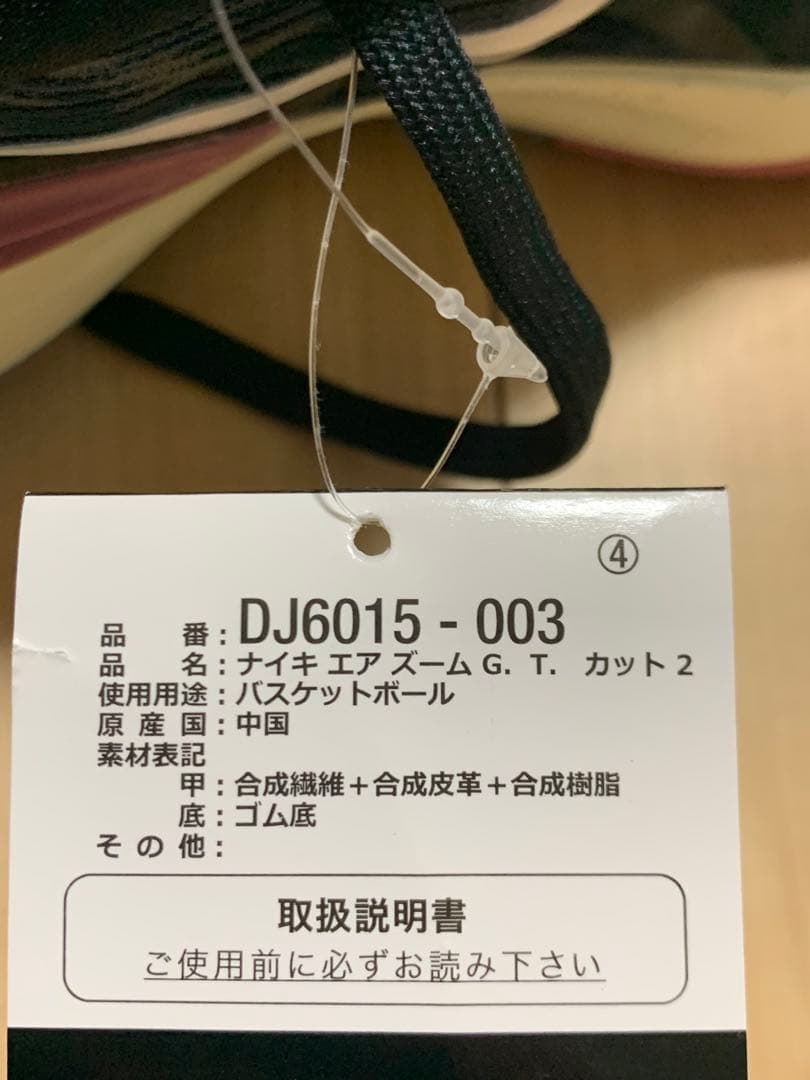 ④
品番:DJ6015-003
品名:ナイキ エア ズーム G. T. カット 2
使用用途:バスケットボール
原産国:中国
素材表記
甲:合成繊維+合成皮革+合成樹脂
底:ゴム底
その他:
取扱説明書
ご使用前に必ずお読み下さい